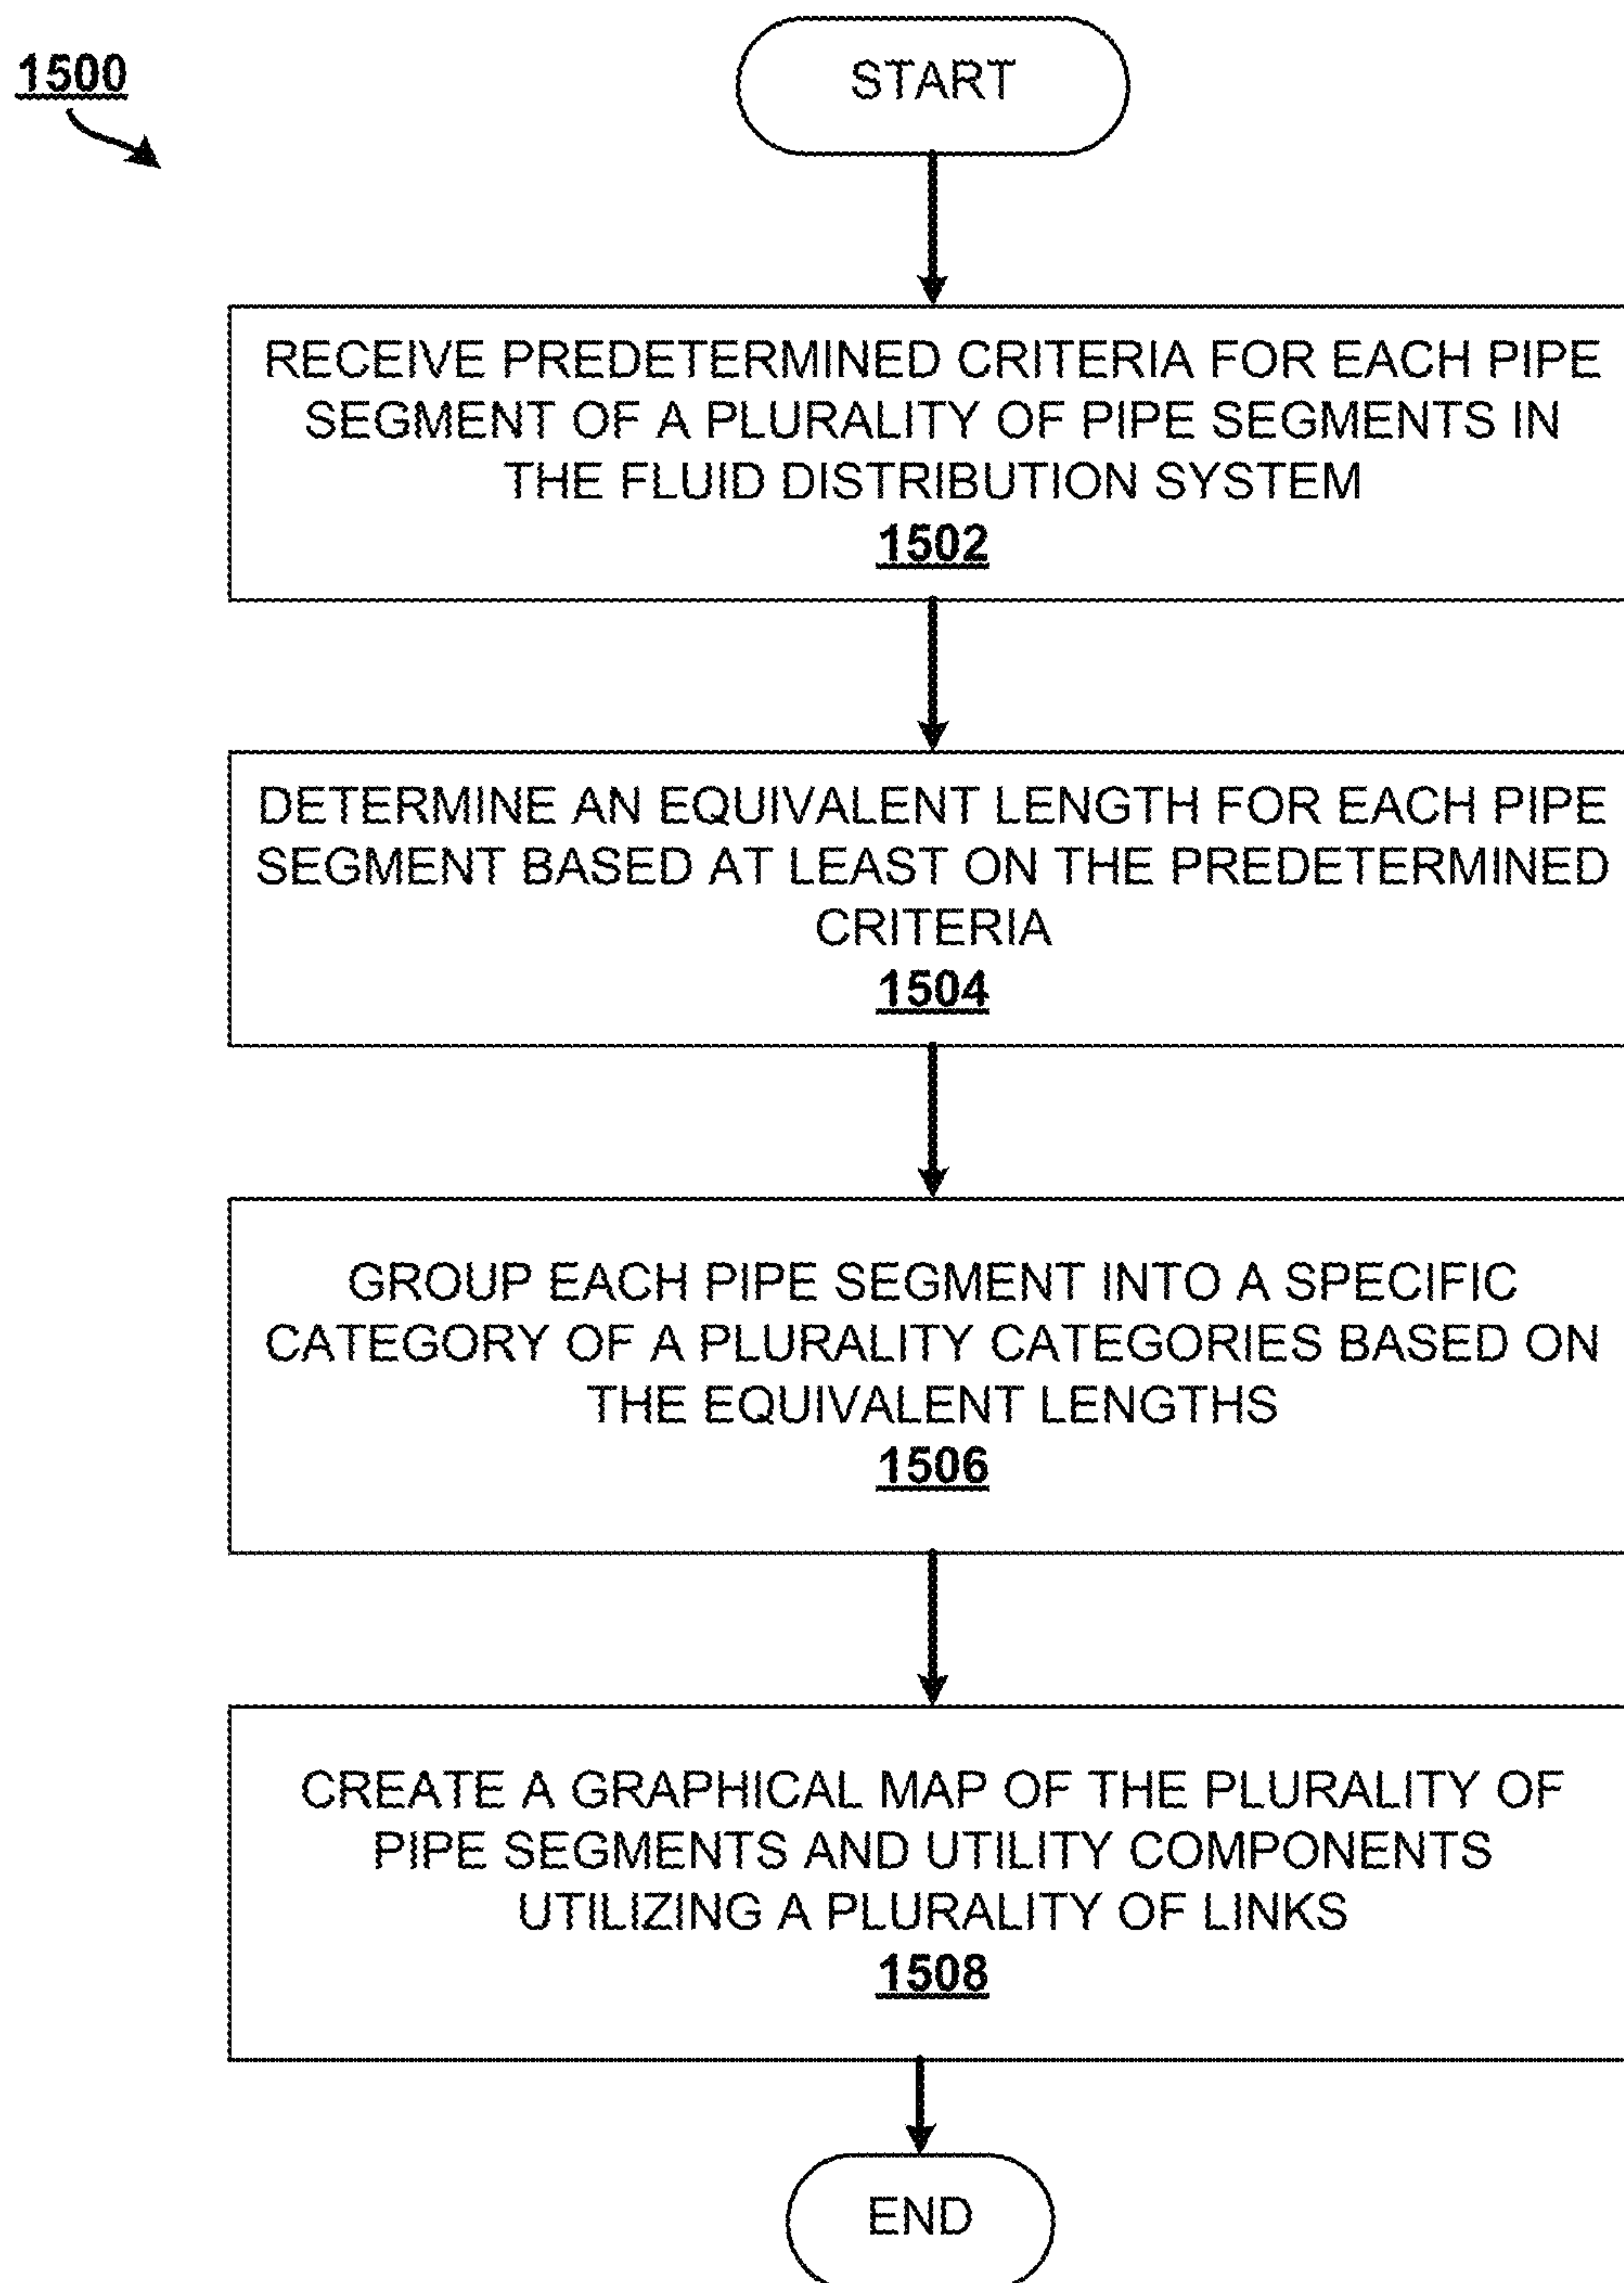 1500
START
RECEIVE PREDETERMINED CRITERIA FOR EACH PIPE
SEGMENT OF A PLURALITY OF PIPE SEGMENTS IN
THE FLUID DISTRIBUTION SYSTEM
1502
DETERMINE AN EQUIVALENT LENGTH FOR EACH PIPE
SEGMENT BASED AT LEAST ON THE PREDETERMINED
CRITERIA
1504
GROUP EACH PIPE SEGMENT INTO A SPECIFIC
CATEGORY OF A PLURALITY CATEGORIES BASED ON
THE EQUIVALENT LENGTHS
1506
CREATE A GRAPHICAL MAP OF THE PLURALITY OF
PIPE SEGMENTS AND UTILITY COMPONENTS
UTILIZING A PLURALITY OF LINKS
1508
END